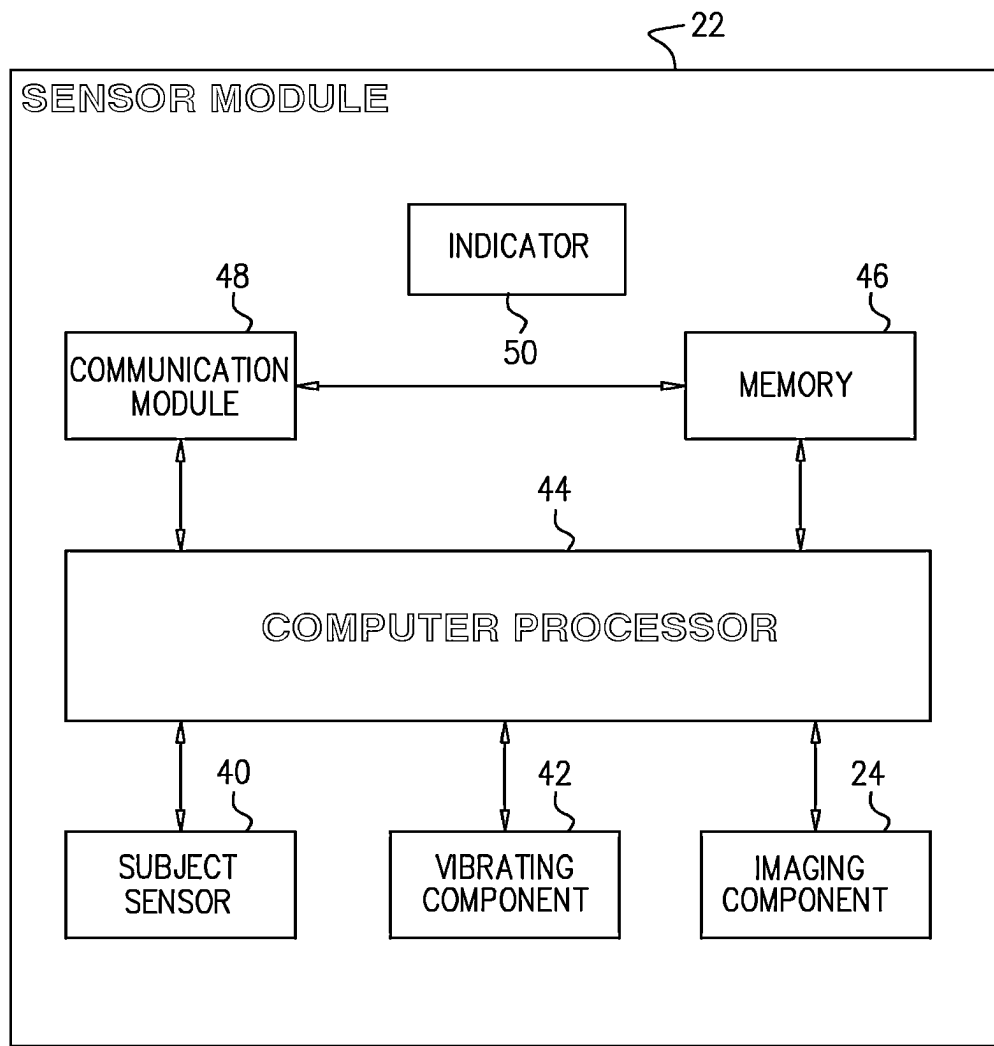 22
SENSOR MODULE
INDICATOR
50
48
COMMUNICATION
MODULE
46
MEMORY
44
COMPUTER PROCESSOR
40
SUBJECT
SENSOR
42
VIBRATING
COMPONENT
24
IMAGING
COMPONENT